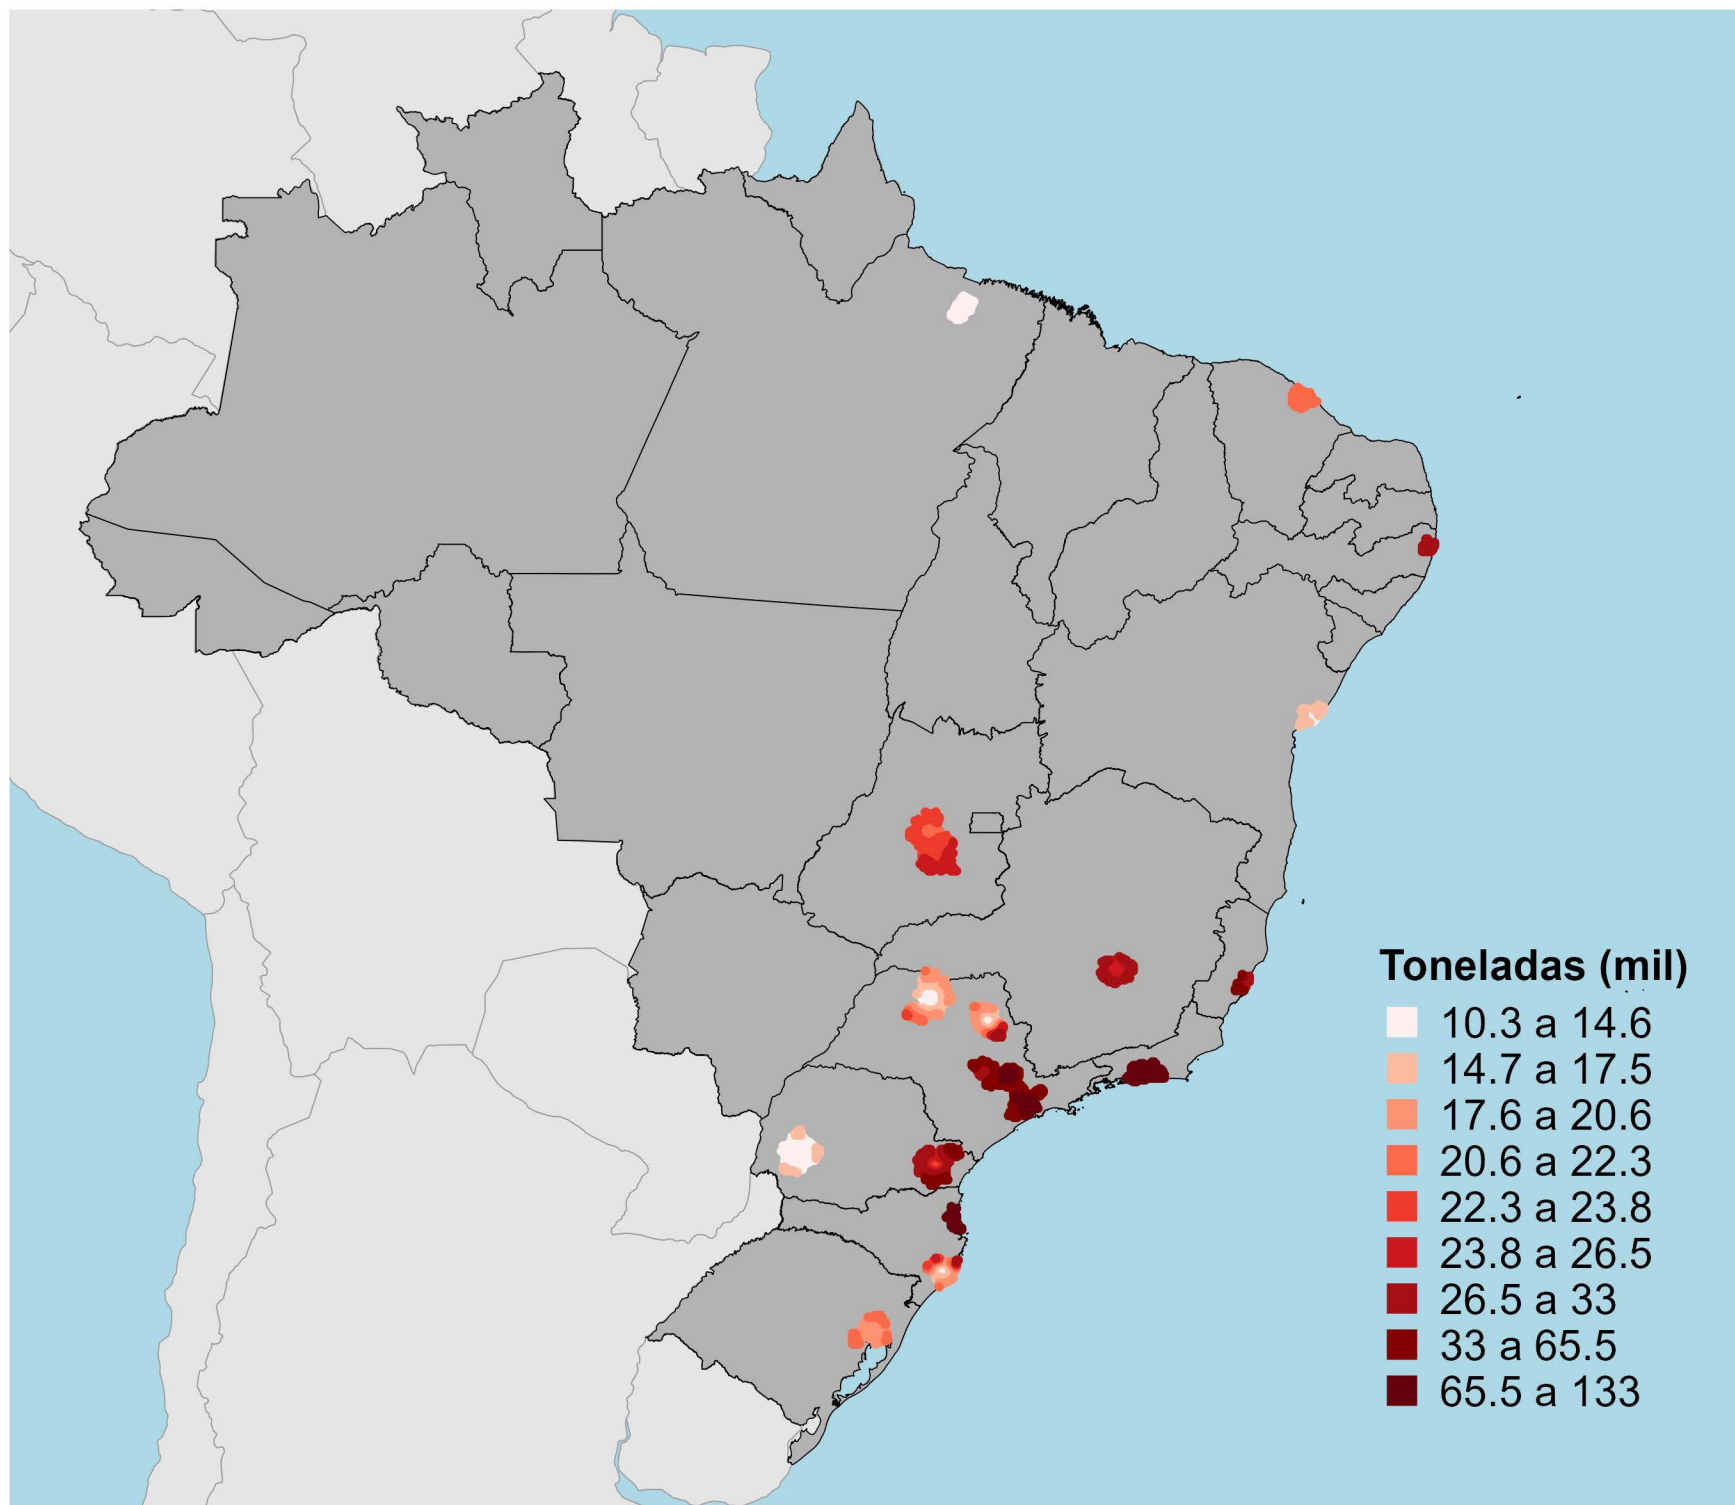 Toneladas (mil)
10.3 a 14.6
14.7 a 17.5
17.6 a 20.6
20.6 a 22.3
22.3 a 23.8
23.8 a 26.5
26.5 a 33
33 a 65.5
65.5 a 133